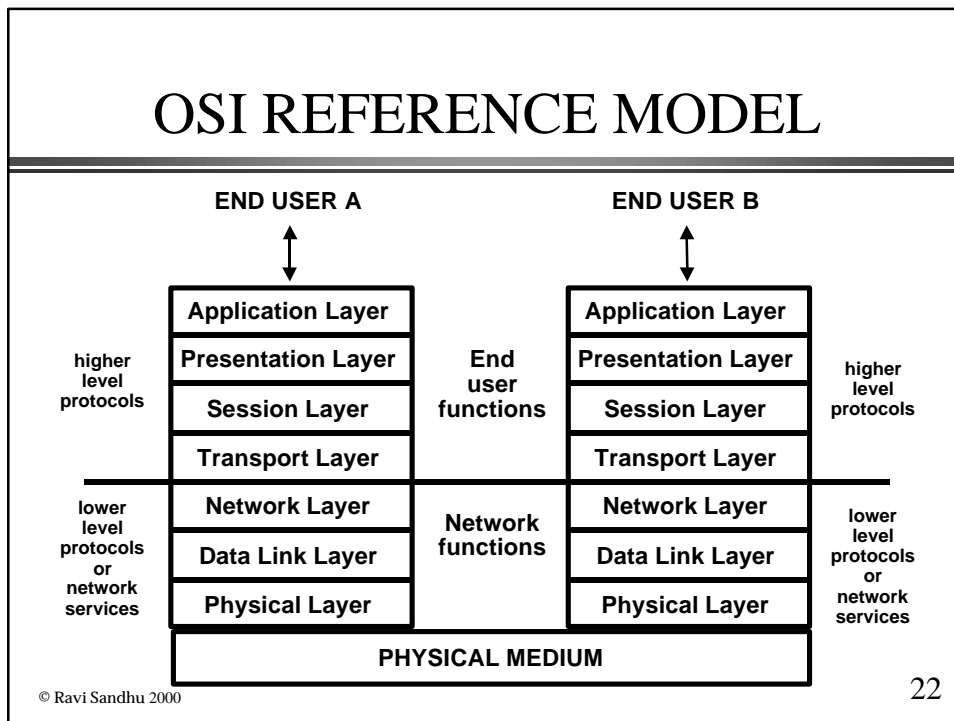 OSI REFERENCE MODEL
END USER A
END USER B
higher
level
protocols
Application Layer
Presentation Layer
Session Layer
Transport Layer
End
user
functions
Application Layer
Presentation Layer
Session Layer
Transport Layer
higher
level
protocols
lower
level
protocols
or
network
services
Network Layer
Data Link Layer
Physical Layer
Network
functions
Network Layer
Data Link Layer
Physical Layer
lower
level
protocols
or
network
services
PHYSICAL MEDIUM
© Ravi Sandhu 2000
22